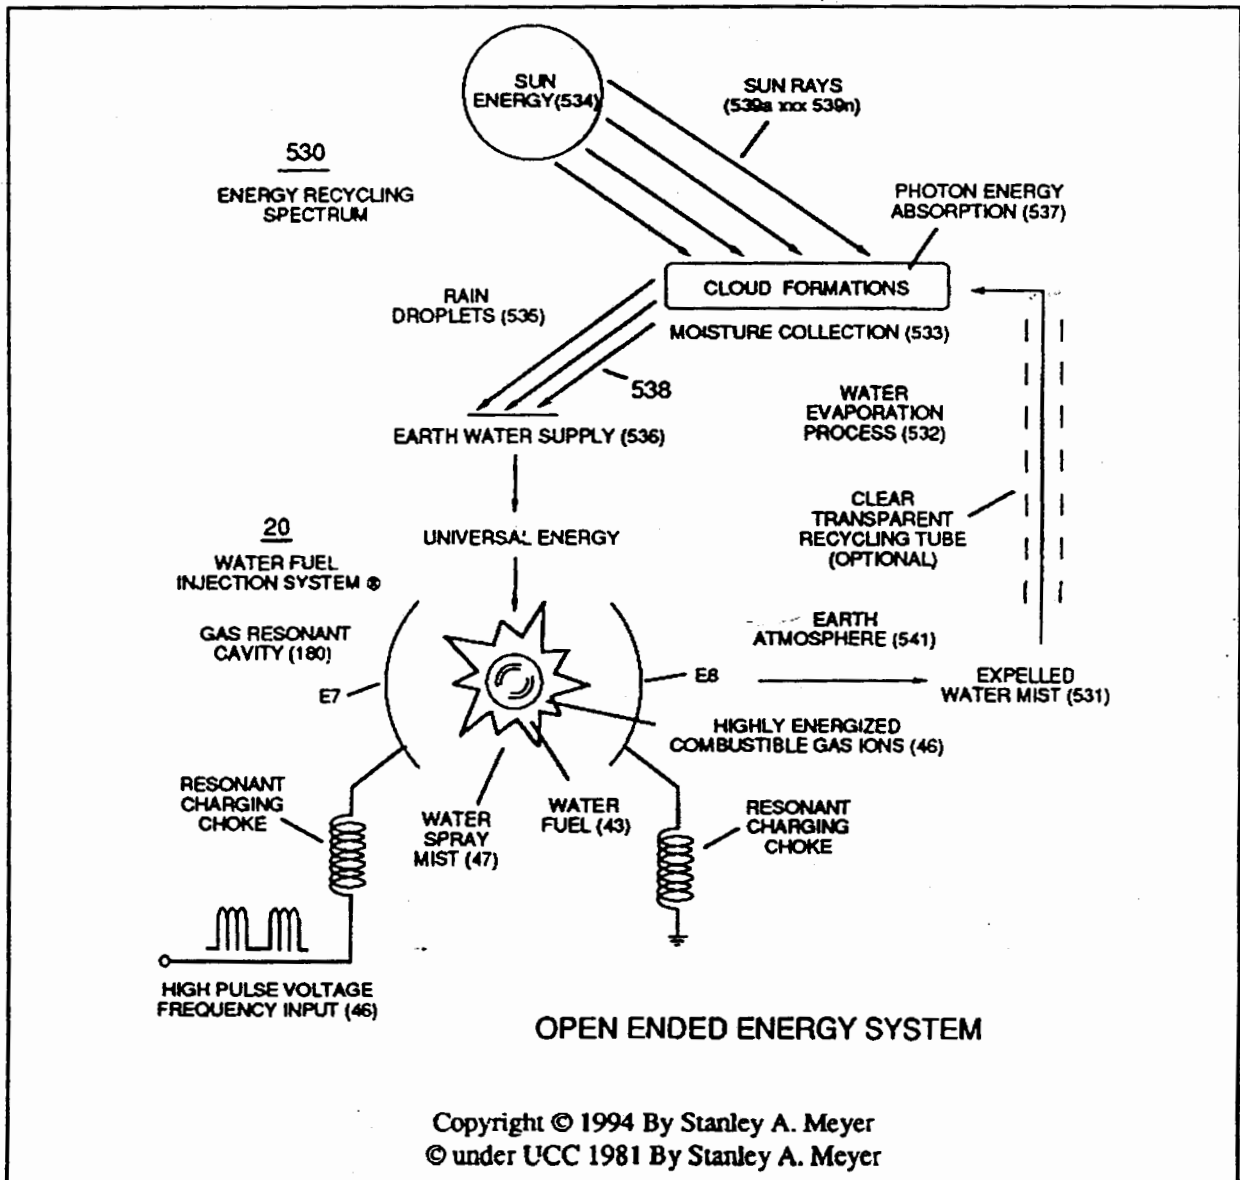 SUN
ENERGY(534)
SUN RAYS
(539a xxx 539n)
530
ENERGY RECYCLING
SPECTRUM
PHOTON ENERGY
ABSORPTION (537)
CLOUD FORMATIONS
RAIN
DROPLETS (535)
MOISTURE COLLECTION (533)
538
WATER
EVAPORATION
PROCESS (532)
EARTH WATER SUPPLY (536)
CLEAR
TRANSPARENT
RECYCLING TUBE
(OPTIONAL)
20
WATER FUEL
INJECTION SYSTEM ®
UNIVERSAL ENERGY
GAS RESONANT
CAVITY (180)
EARTH
ATMOSPHERE (541)
E7
E8
EXPELLED
WATER MIST (531)
HIGHLY ENERGIZED
COMBUSTIBLE GAS IONS (46)
RESONANT
CHARGING
CHOKE
WATER
SPRAY
MIST (47)
WATER
FUEL (43)
RESONANT
CHARGING
CHOKE
HIGH PULSE VOLTAGE
FREQUENCY INPUT (46)
OPEN ENDED ENERGY SYSTEM
Copyright © 1994 By Stanley A. Meyer
© under UCC 1981 By Stanley A. Meyer